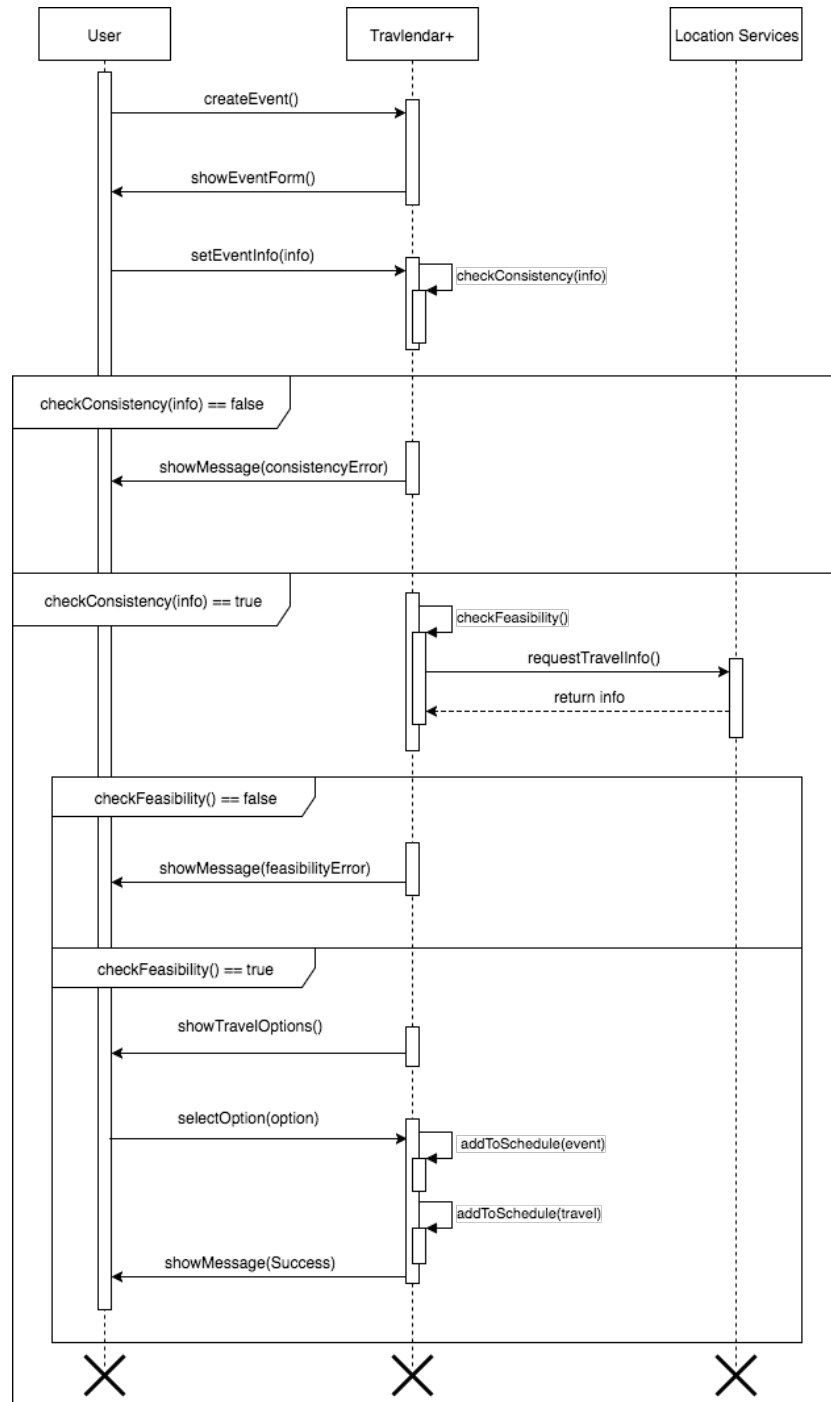 User
Travlendar+
Location Services
createEvent()
showEventForm()
setEventInfo(info)
checkConsistency(info)
checkConsistency(info) == false
showMessage(consistencyError)
checkConsistency(info) == true
checkFeasibility()
requestTravelInfo()
return info
checkFeasibility() == false
showMessage(feasibilityError)
checkFeasibility() == true
showTravelOptions()
selectOption(option)
addToSchedule(event)
addToSchedule(travel)
showMessage(Success)